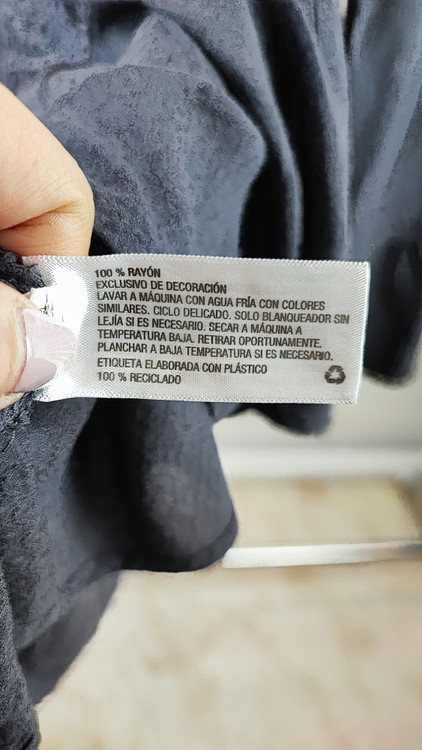 100 % RAYÓN
EXCLUSIVO DE DECORACIÓN
LAVAR A MÁQUINA CON AGUA FRÍA CON COLORES
SIMILARES. CICLO DELICADO. SOLO BLANQUEADOR SIN
LEJÍA SI ES NECESARIO. SECAR A MÁQUINA A
TEMPERATURA BAJA. RETIRAR OPORTUNAMENTE.
PLANCHAR A BAJA TEMPERATURA SI ES NECESARIO.
ETIQUETA ELABORADA CON PLÁSTICO
100 % RECICLADO